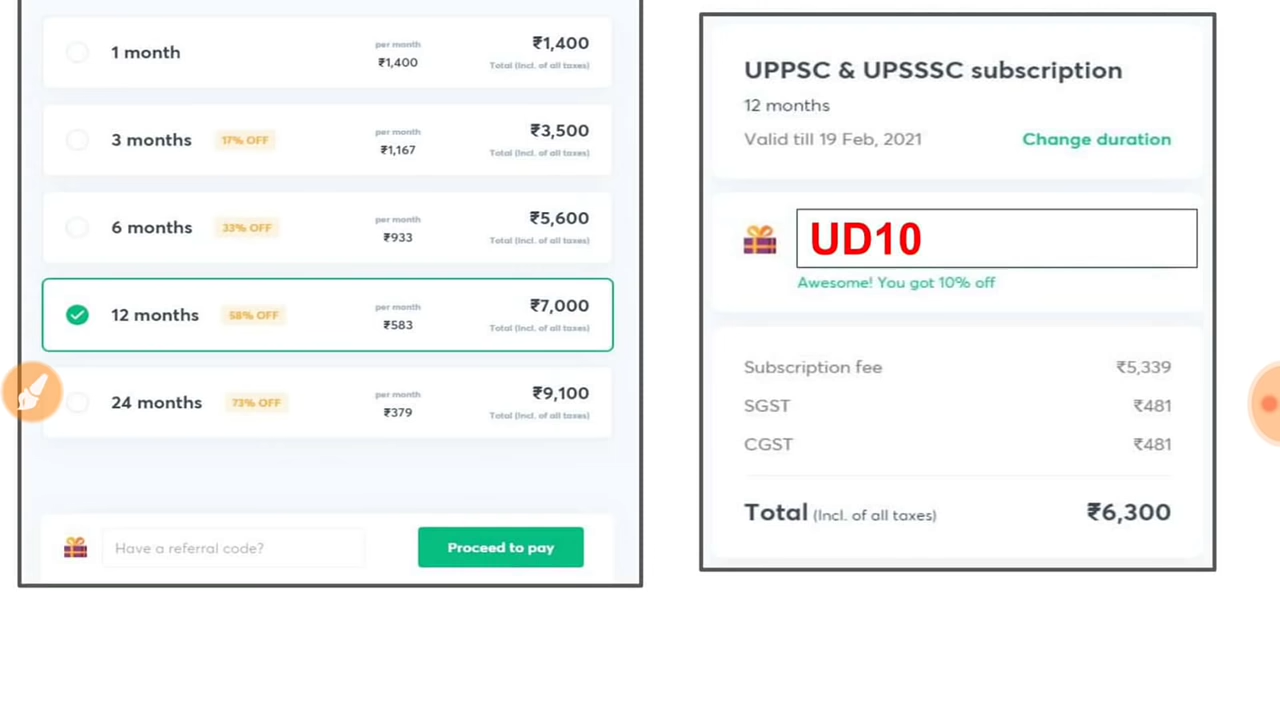 1 month
per month
₹1,400
₹1,400
Total (Incl. of all taxes)
3 months
17% OFF
per month
₹1,167
₹3,500
Total (Incl. of all taxes)
6 months
33% OFF
per month
₹933
₹5,600
Total (Incl. of all taxes)
12 months
58% OFF
per month
₹583
₹7,000
Total (Incl. of all taxes)
24 months
73% OFF
per month
₹379
₹9,100
Total (Incl. of all taxes)
Have a referral code?
Proceed to pay
UPPSC & UPSSSC subscription
12 months
Valid till 19 Feb, 2021
Change duration
UD10
Awesome! You got 10% off
Subscription fee ₹5,339
SGST ₹481
CGST ₹481
Total (Incl. of all taxes) ₹6,300